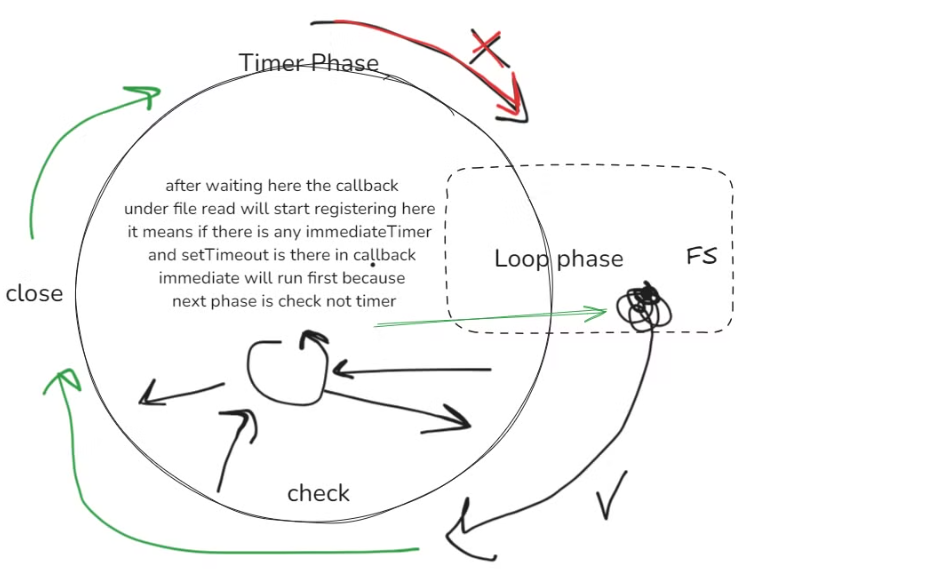 Timer Phase
after waiting here the callback
under file read will start registering here
it means if there is any immediateTimer
and setTimeout is there in callback
immediate will run first because
next phase is check not timer
Loop phase
FS
close
check